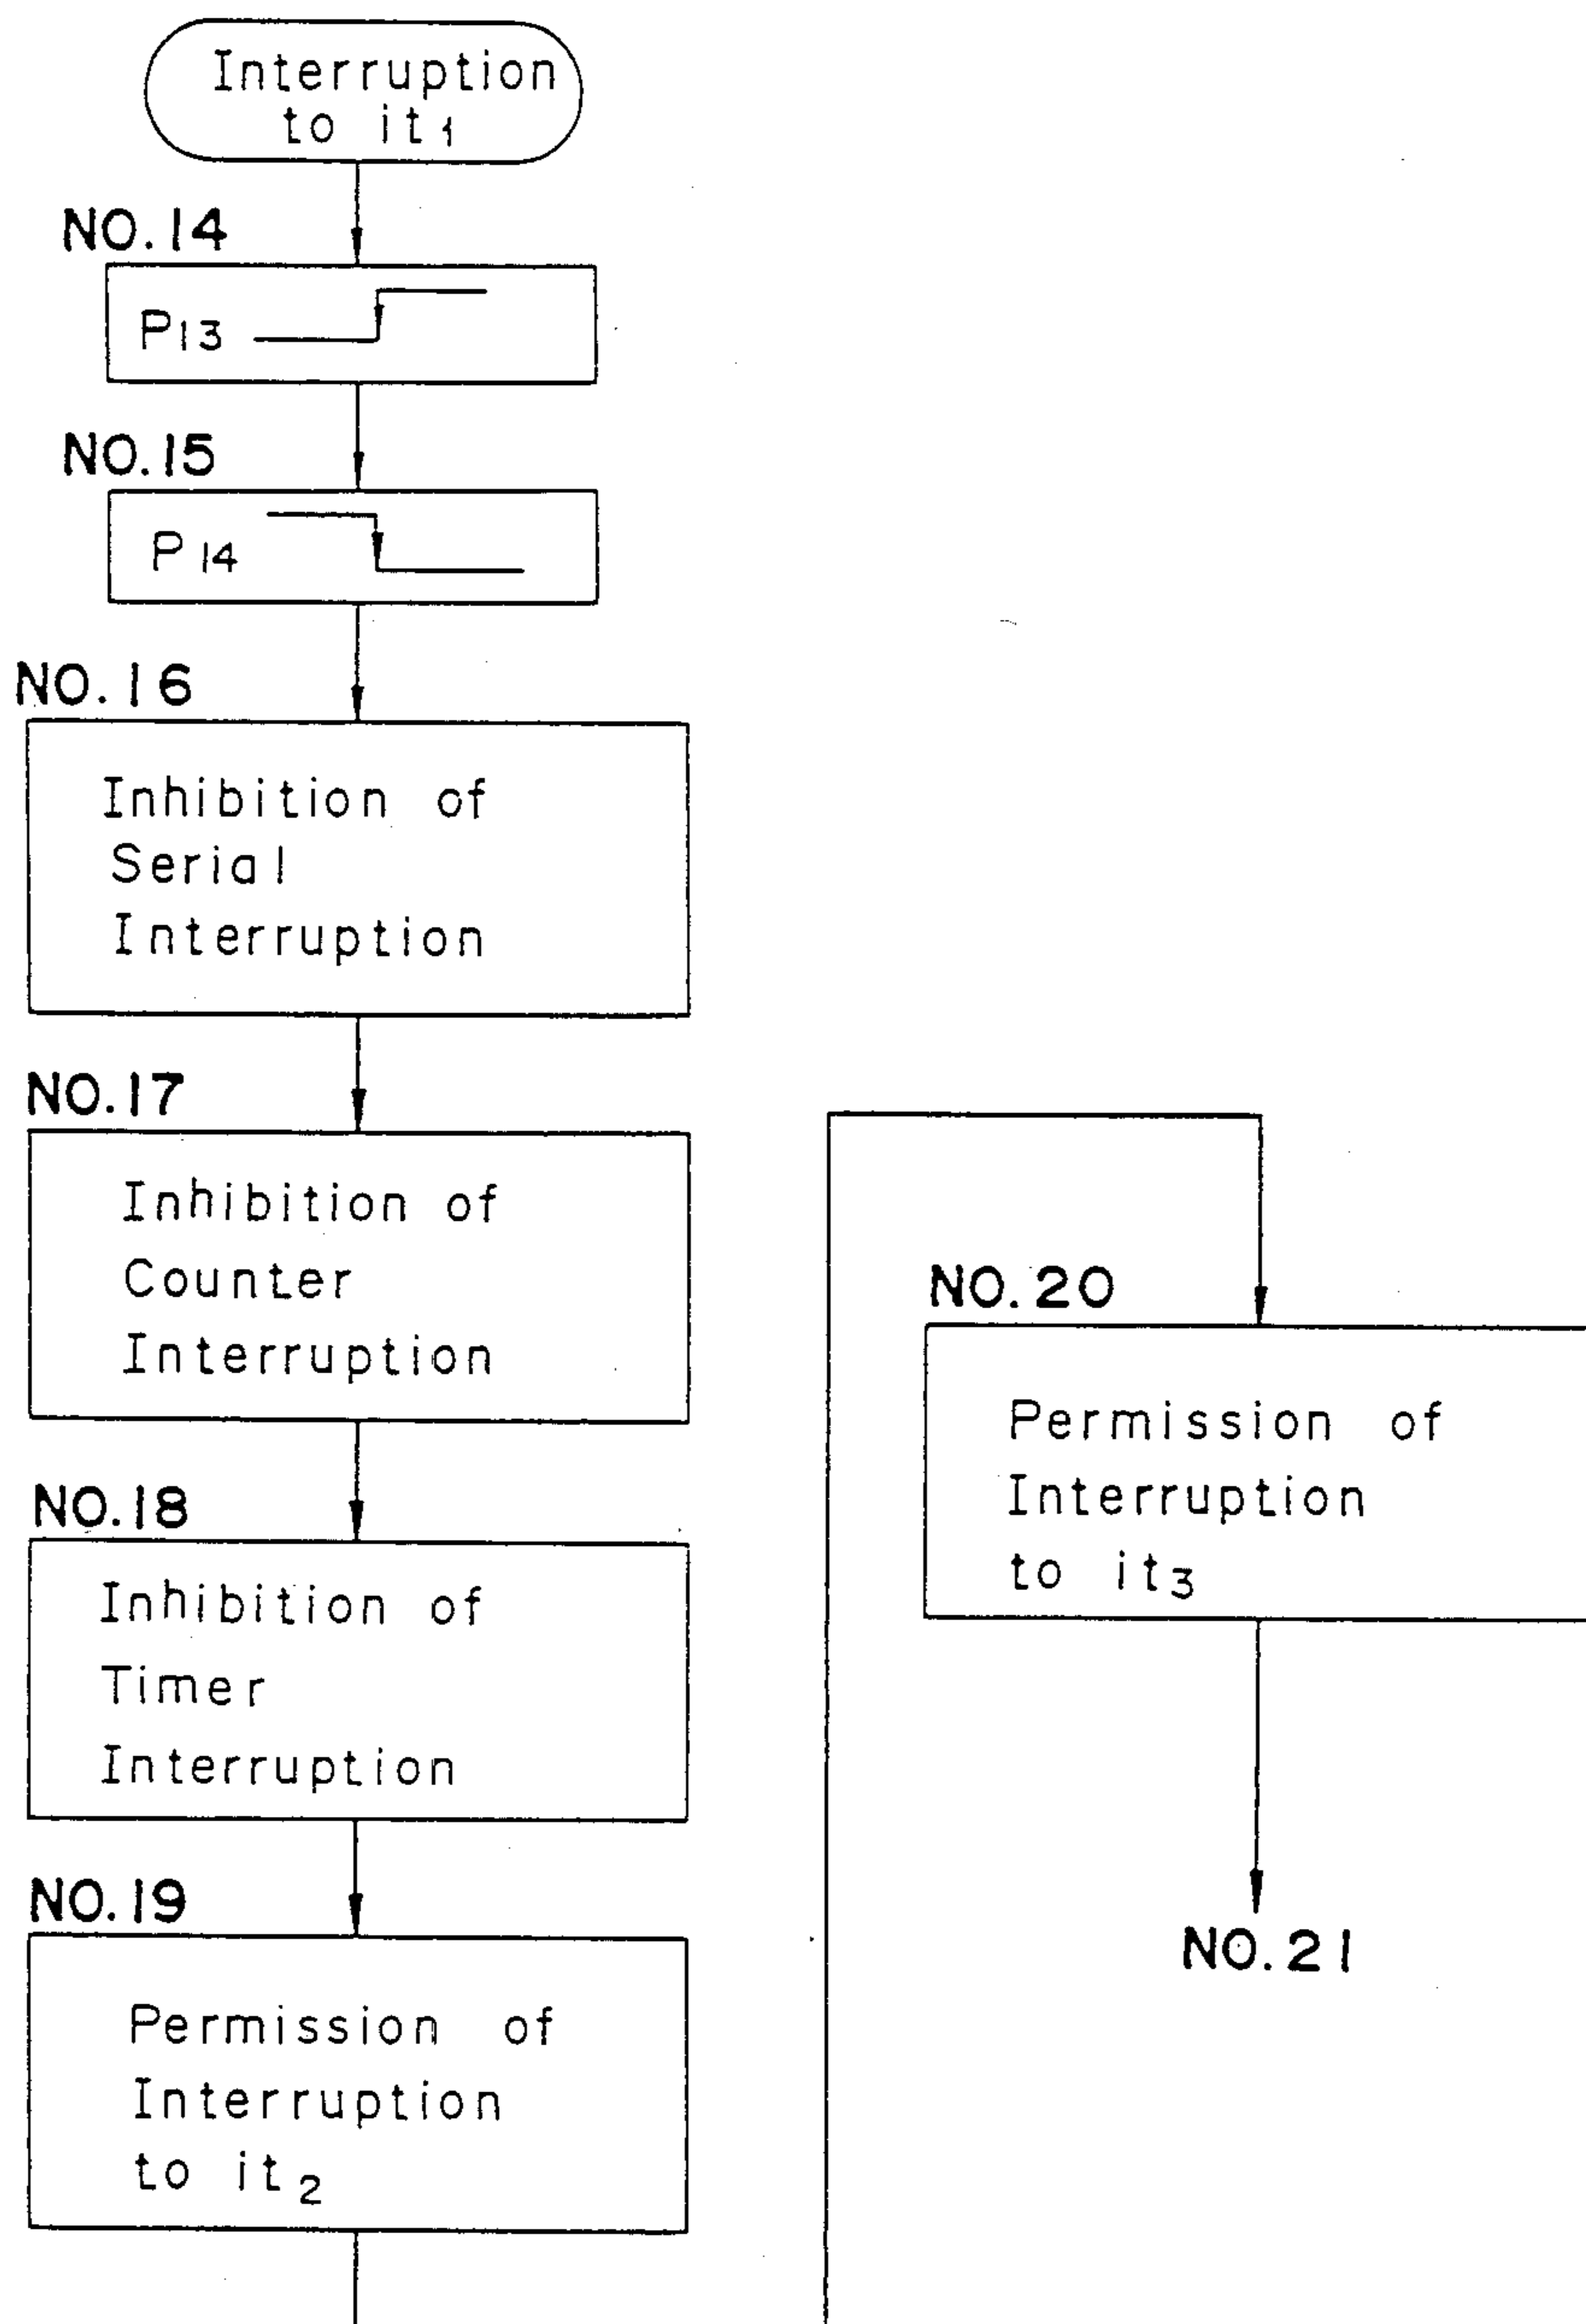 Interruption
to it₁
NO.14
P₁₃
NO.15
P₁₄
NO.16
Inhibition of
Serial
Interruption
NO.17
Inhibition of
Counter
Interruption
NO.18
Inhibition of
Timer
Interruption
NO.19
Permission of
Interruption
to it₂
NO.20
Permission of
Interruption
to it₃
NO.21